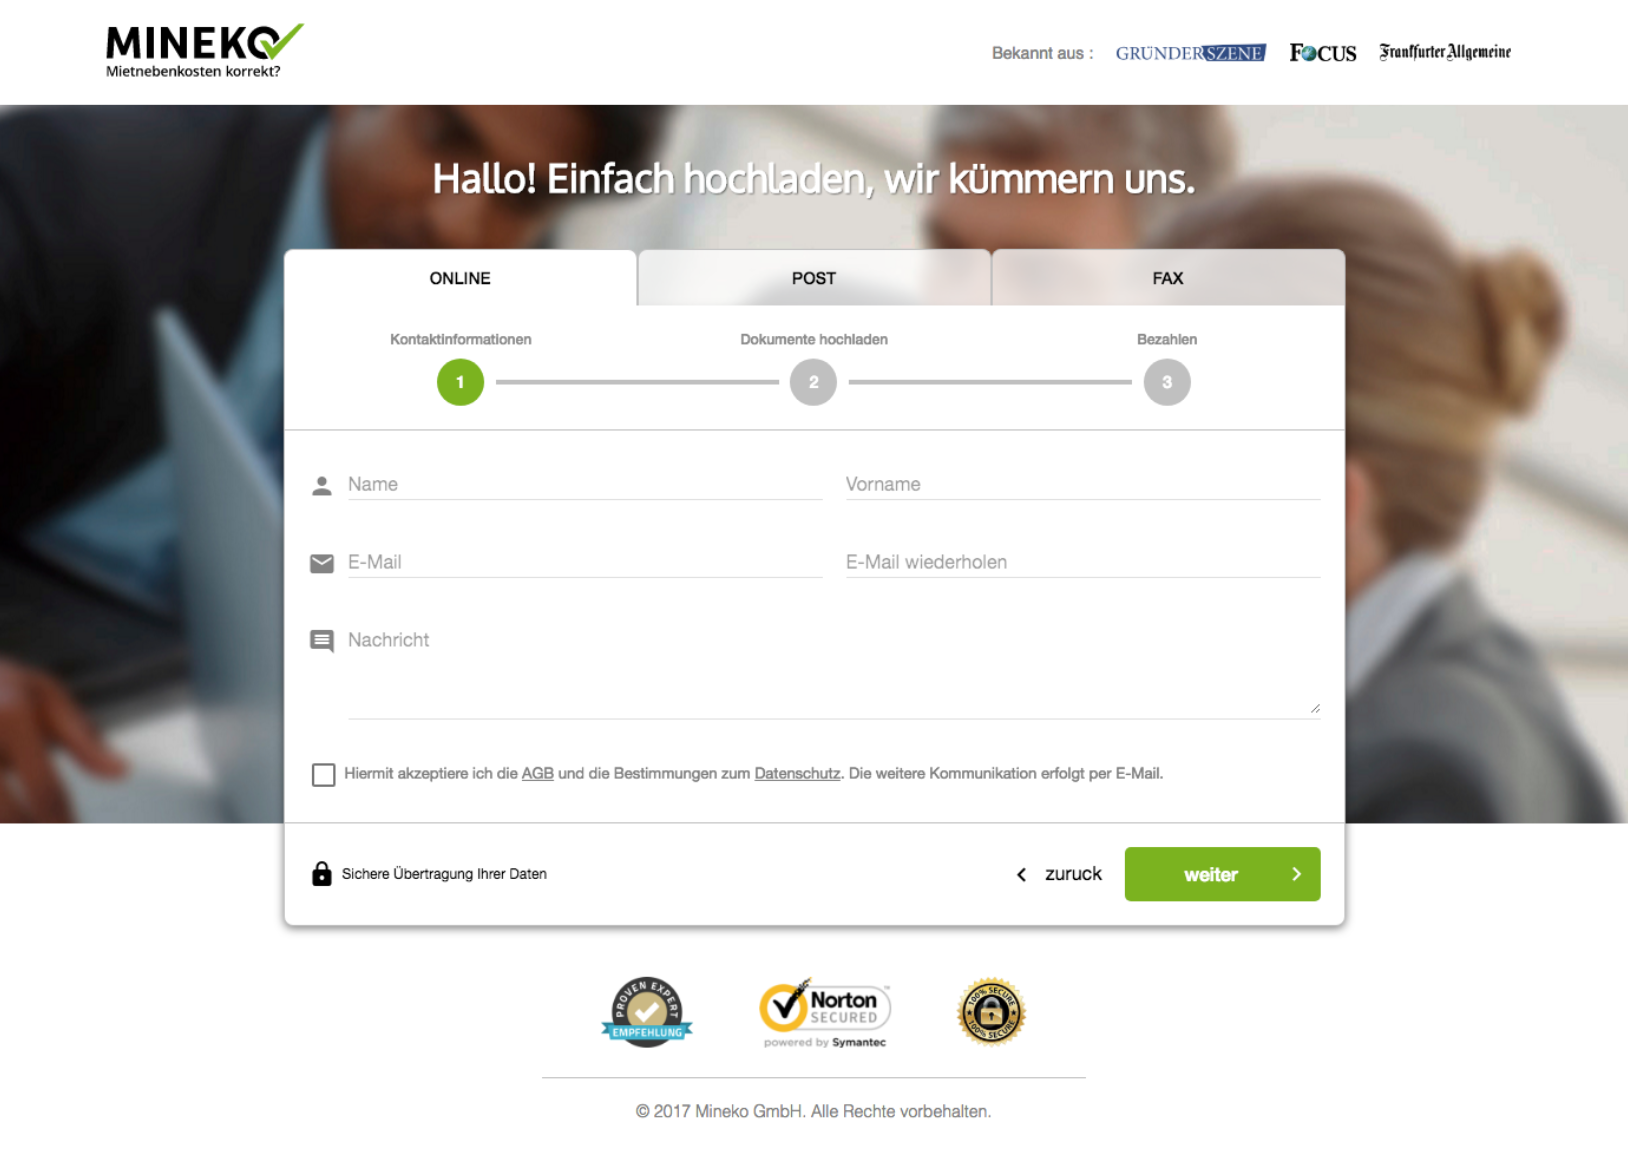 MINEKO
Mietnebenkosten korrekt?
Bekannt aus : GRÜNDERSZENE FOCUS Frankfurter Allgemeine
Hallo! Einfach hochladen, wir kümmern uns.
ONLINE POST FAX
Kontaktinformationen Dokumente hochladen Bezahlen
1 2 3
Name Vorname
E-Mail E-Mail wiederholen
Nachricht
Hiermit akzeptiere ich die AGB und die Bestimmungen zum Datenschutz. Die weitere Kommunikation erfolgt per E-Mail.
Sichere Übertragung Ihrer Daten zuruck weiter
PROVEN EXPERT
EMPFEHLUNG
Norton
SECURED
powered by Symantec
100% SECURE
100% SECURE
© 2017 Mineko GmbH. Alle Rechte vorbehalten.